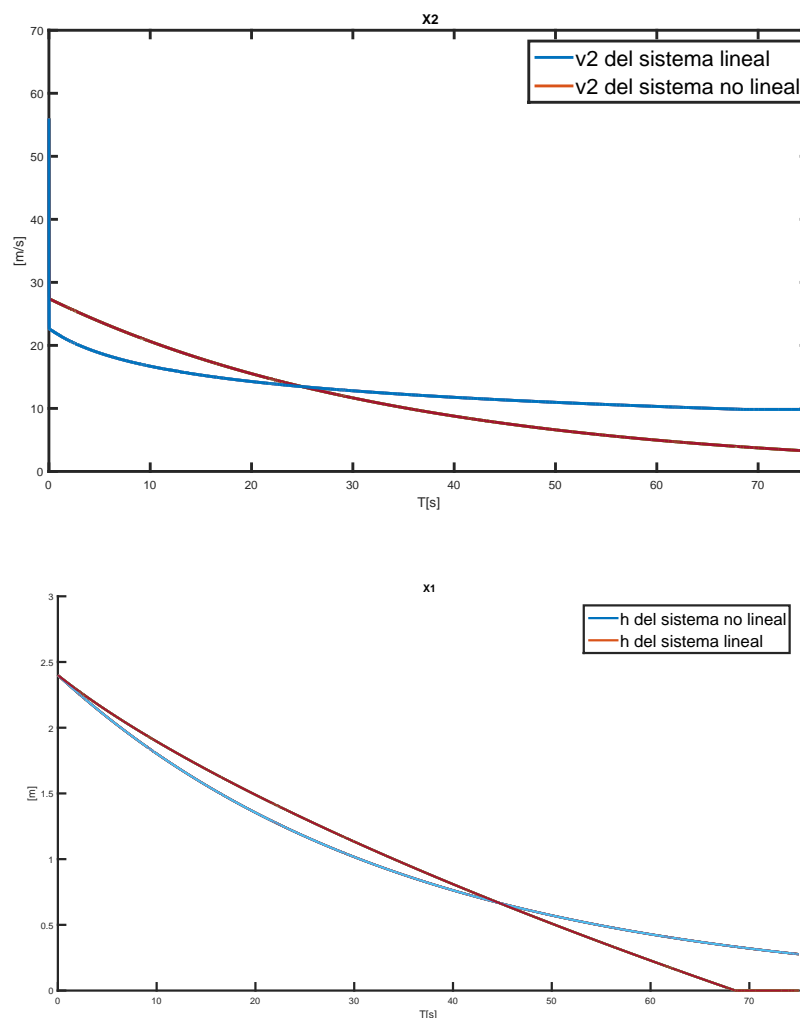 X2
70
60
50
40
30
20
10
0
[m/s]
v2 del sistema lineal
v2 del sistema no lineal
0 10 20 30 40 50 60 70
T[s]
X1
3
2.5
2
1.5
1
0.5
0
[m]
h del sistema no lineal
h del sistema lineal
0 10 20 30 40 50 60 70
T[s]